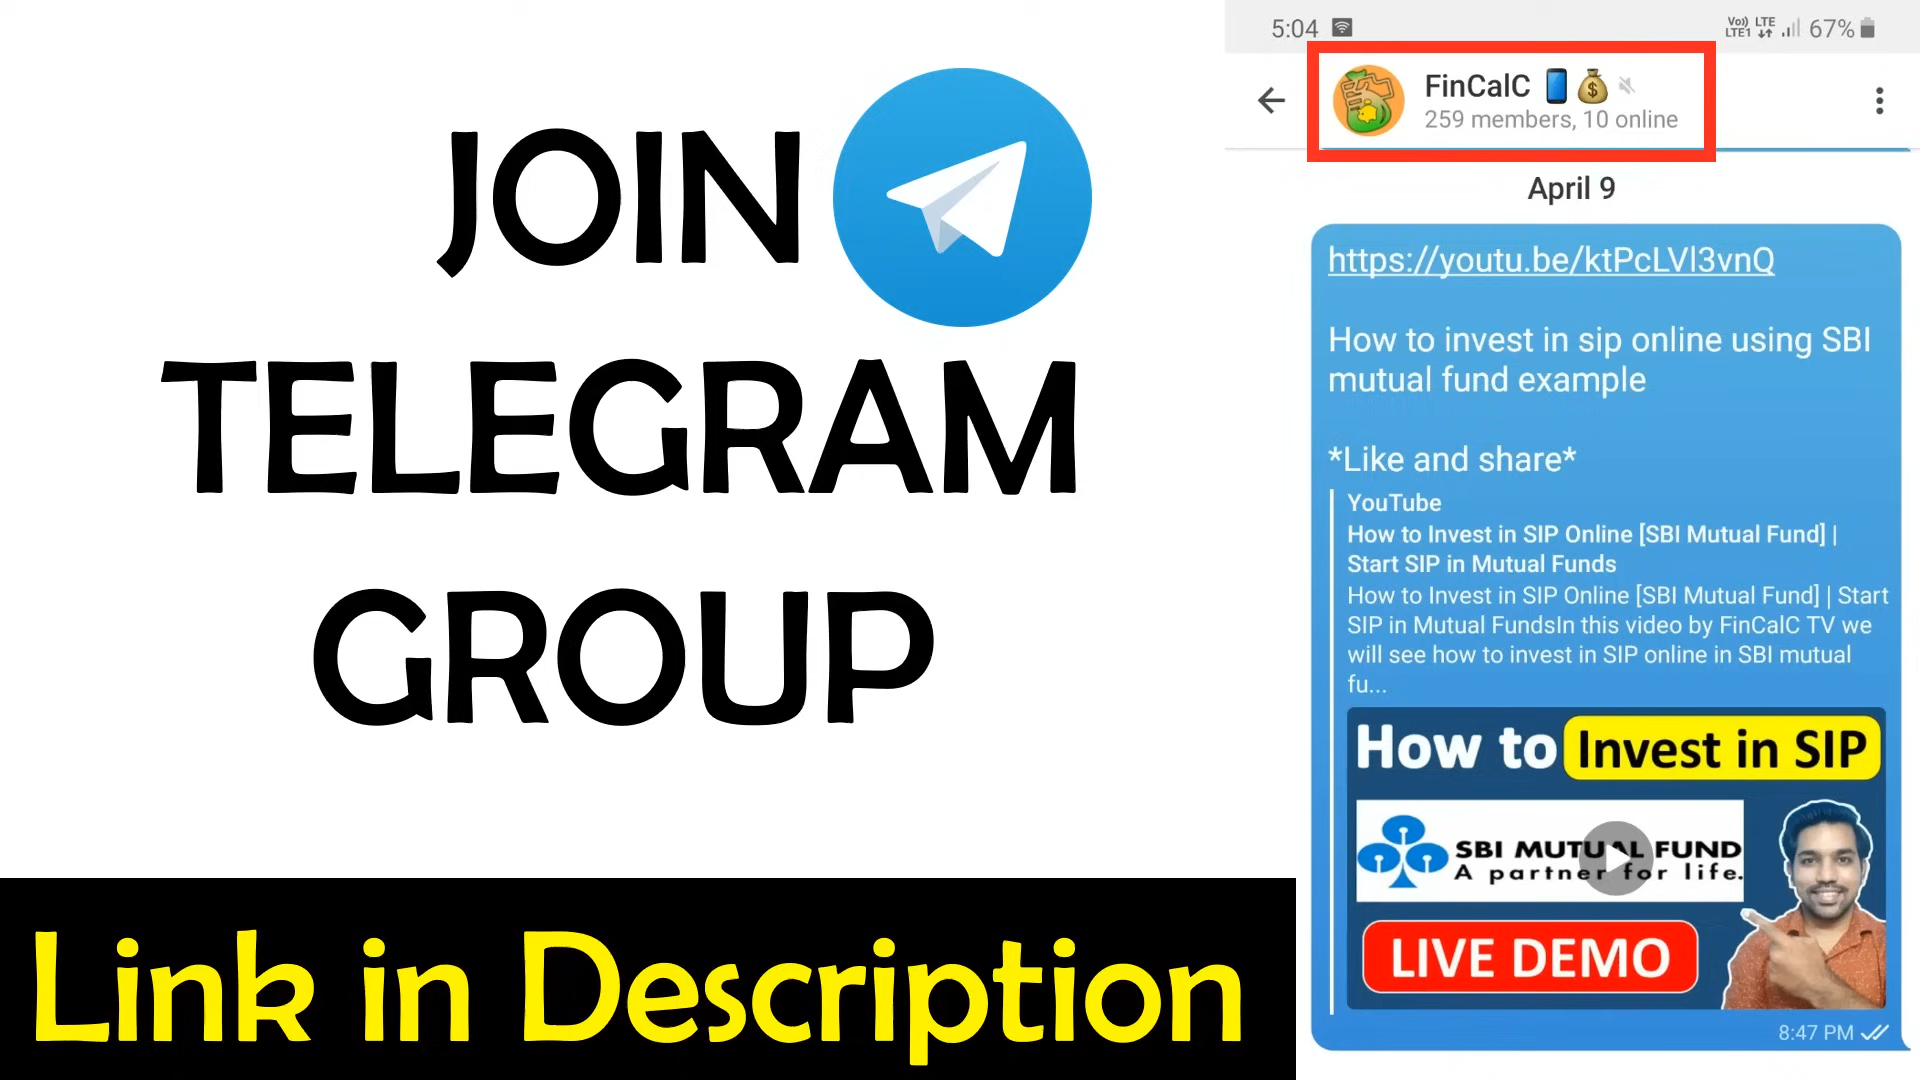 JOIN
TELEGRAM
GROUP
Link in Description
5:04
Vo) LTE
LTE1
67%
FinCalC
259 members, 10 online
April 9
https://youtu.be/ktPcLVl3vnQ
How to invest in sip online using SBI
mutual fund example
*Like and share*
YouTube
How to Invest in SIP Online [SBI Mutual Fund] |
Start SIP in Mutual Funds
How to Invest in SIP Online [SBI Mutual Fund] | Start
SIP in Mutual FundsIn this video by FinCalC TV we
will see how to invest in SIP online in SBI mutual
fu...
How to Invest in SIP
SBI MUTUAL FUND
A partner for life.
LIVE DEMO
8:47 PM